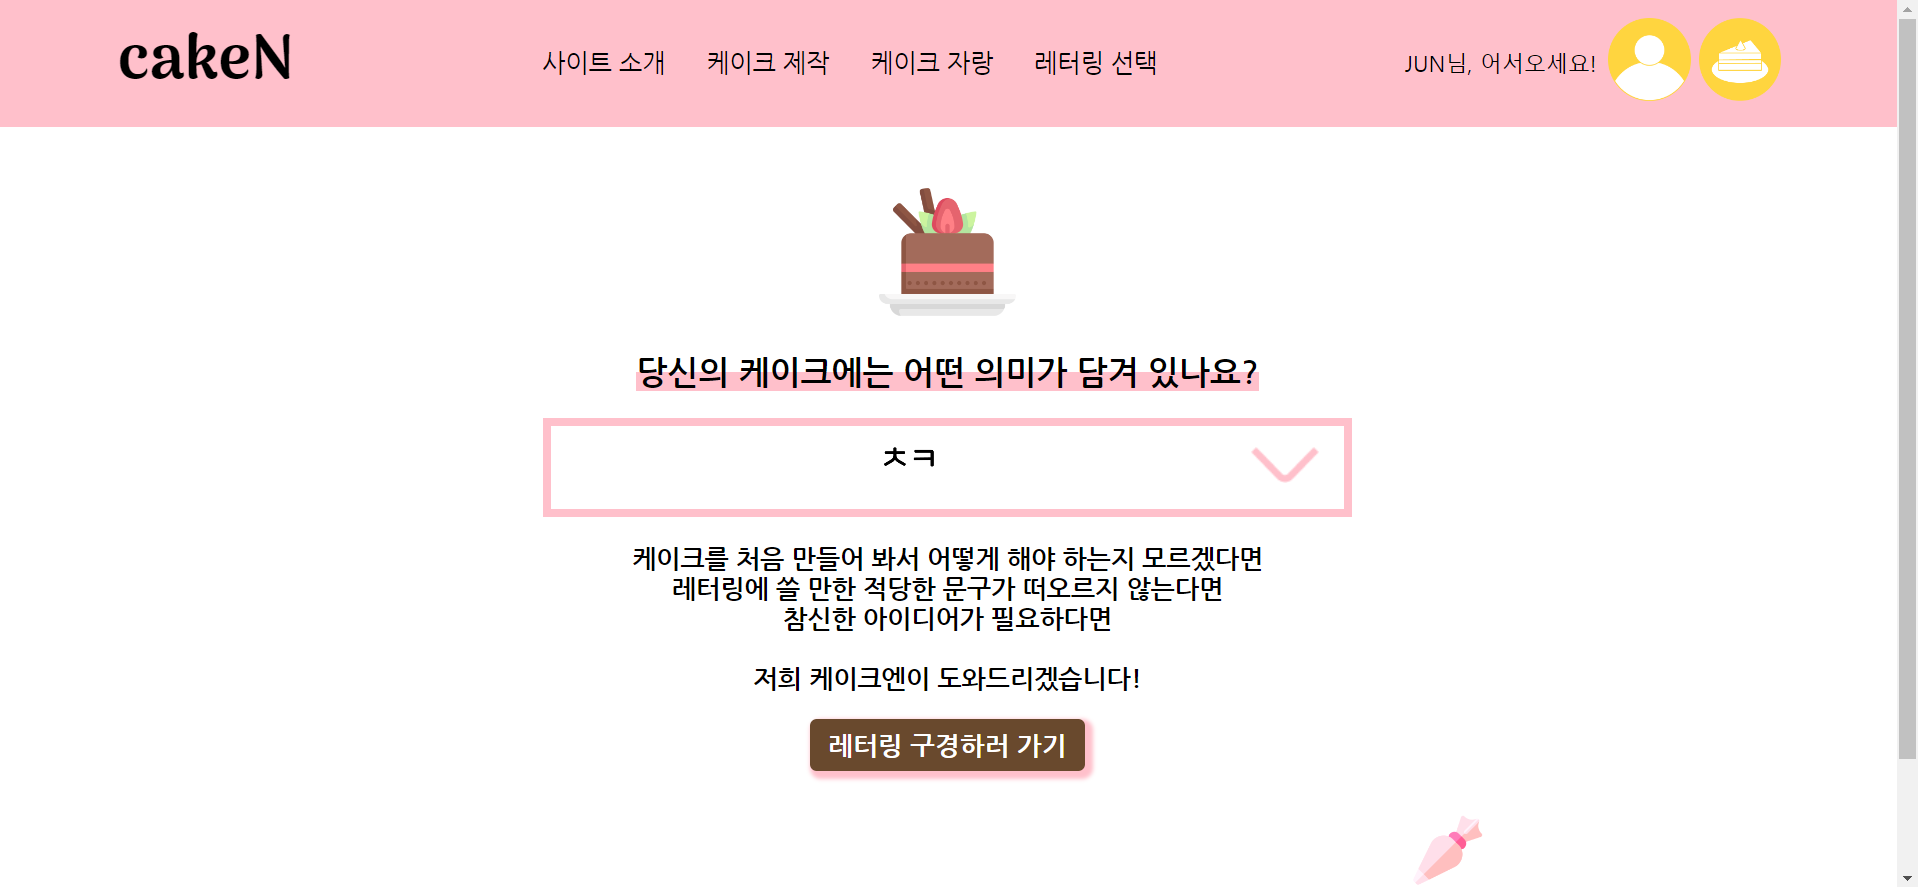 cakeN
사이트 소개 케이크 제작 케이크 자랑 레터링 선택
JUN님, 어서오세요!
당신의 케이크에는 어떤 의미가 담겨 있나요?
ㅊㅋ
케이크를 처음 만들어 봐서 어떻게 해야 하는지 모르겠다면
레터링에 쓸 만한 적당한 문구가 떠오르지 않는다면
참신한 아이디어가 필요하다면
저희 케이크엔이 도와드리겠습니다!
레터링 구경하러 가기